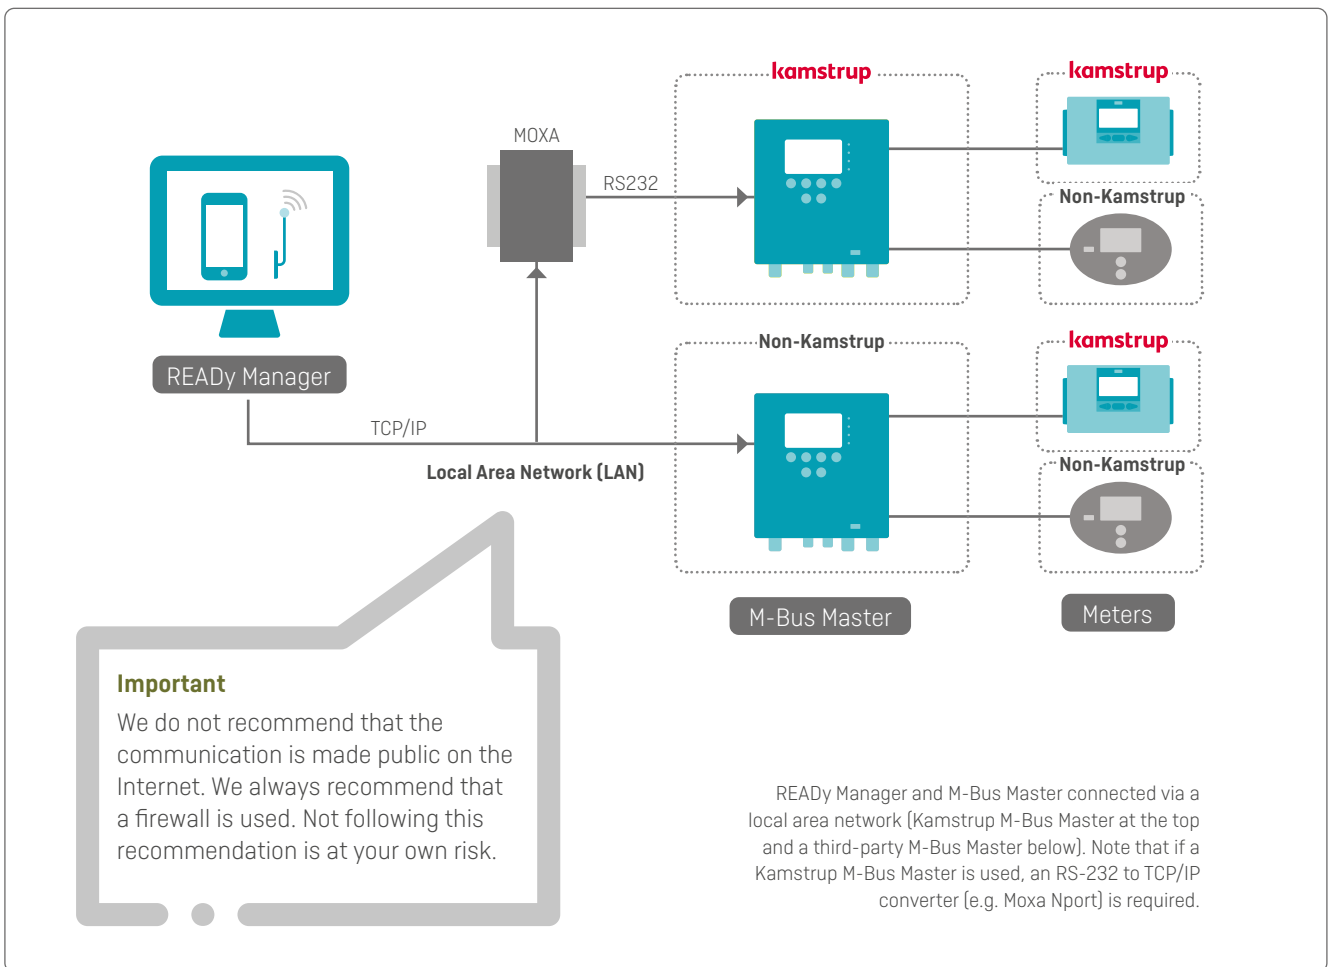 kamstrup
kamstrup
MOXA
RS232
Non-Kamstrup
Non-Kamstrup
kamstrup
READy Manager
TCP/IP
Local Area Network (LAN)
Non-Kamstrup
M-Bus Master
Meters
Important
We do not recommend that the
communication is made public on the
Internet. We always recommend that
a firewall is used. Not following this
recommendation is at your own risk.
READy Manager and M-Bus Master connected via a
local area network (Kamstrup M-Bus Master at the top
and a third-party M-Bus Master below). Note that if a
Kamstrup M-Bus Master is used, an RS-232 to TCP/IP
converter (e.g. Moxa Nport) is required.